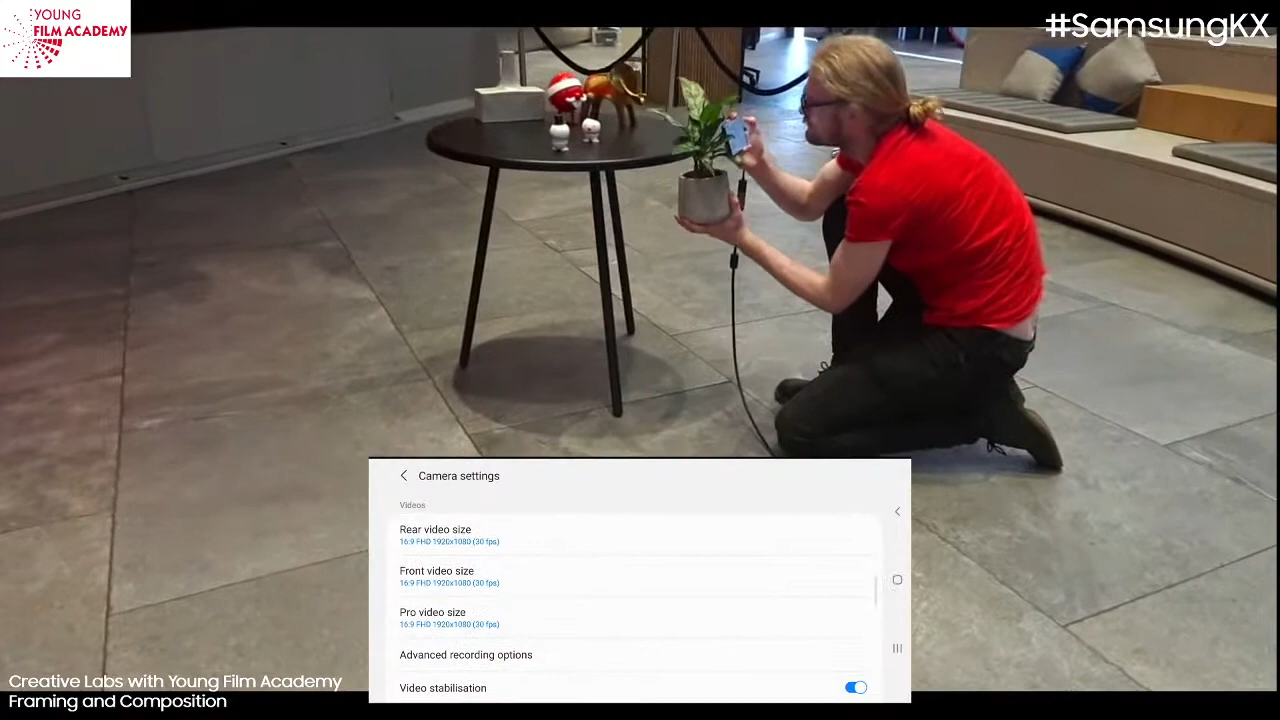 YOUNG
FILM ACADEMY
#SamsungKX
Camera settings
Videos
Rear video size
16:9 FHD 1920x1080 (30 fps)
Front video size
16:9 FHD 1920x1080 (30 fps)
Pro video size
16:9 FHD 1920x1080 (30 fps)
Advanced recording options
Video stabilisation
Creative Labs with Young Film Academy
Framing and Composition